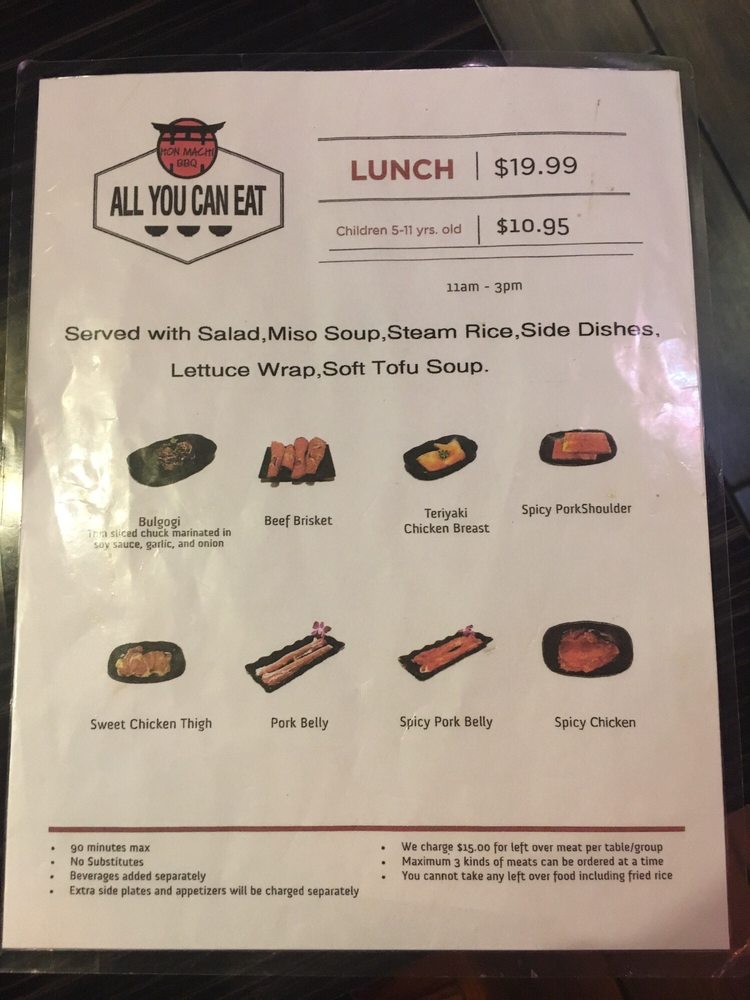 MON MACHI
BBQ
ALL YOU CAN EAT
LUNCH $19.99
Children 5-11 yrs. old $10.95
11am - 3pm
Served with Salad,Miso Soup,Steam Rice,Side Dishes,
Lettuce Wrap,Soft Tofu Soup.
Bulgogi
Thin sliced chuck marinated in
soy sauce, garlic, and onion
Beef Brisket
Teriyaki
Chicken Breast
Spicy PorkShoulder
Sweet Chicken Thigh
Pork Belly
Spicy Pork Belly
Spicy Chicken
• 90 minutes max
• No Substitutes
• Beverages added separately
• Extra side plates and appetizers will be charged separately
• We charge $15.00 for left over meat per table/group
• Maximum 3 kinds of meats can be ordered at a time
• You cannot take any left over food including fried rice